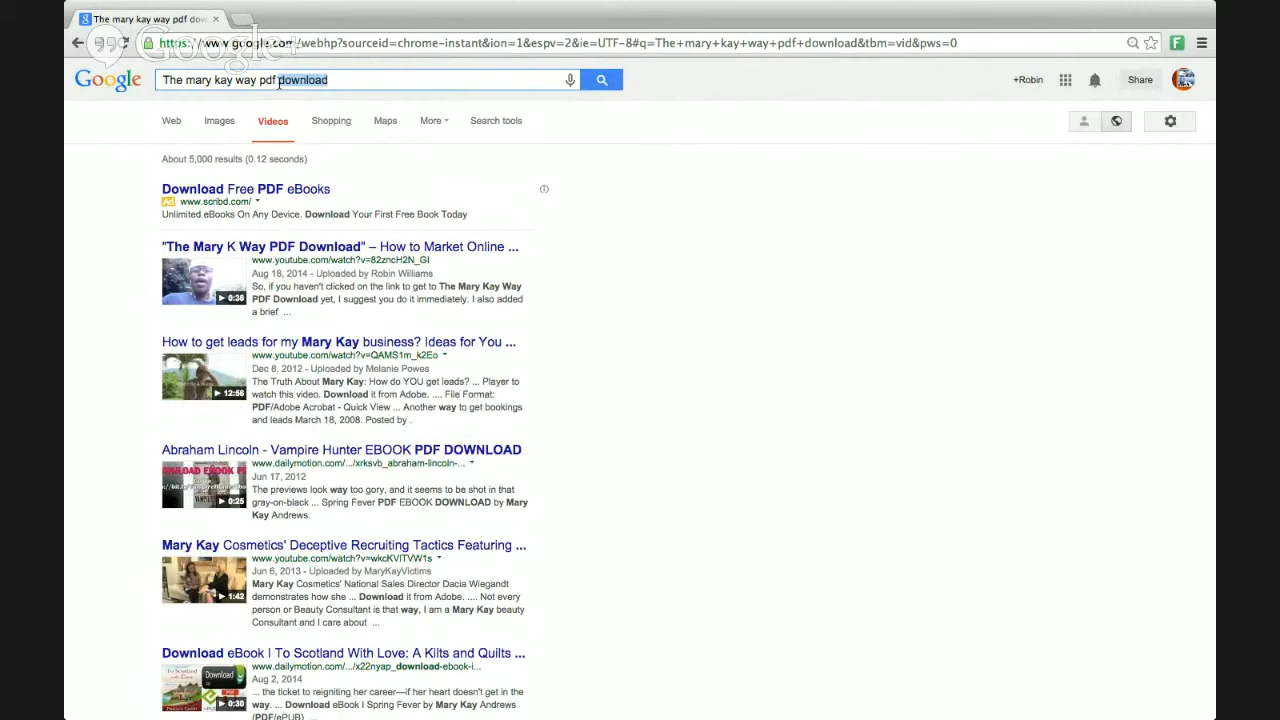 The mary kay way pdf dow
Google+
https://www.google.com/webhp?sourceid=chrome-instant&ion=1&espv=2&ie=UTF-8#q=The+mary+kay+way+pdf+download&tbm=vid&pws=0
Google The mary kay way pdf download +Robin Share
Web Images Videos Shopping Maps More Search tools
About 5,000 results (0.12 seconds)
Download Free PDF eBooks
Ad www.scribd.com/
Unlimited eBooks On Any Device. Download Your First Free Book Today
"The Mary K Way PDF Download" – How to Market Online ...
www.youtube.com/watch?v=82zncH2N_GI
Aug 18, 2014 - Uploaded by Robin Williams
So, if you haven't clicked on the link to get to The Mary Kay Way
PDF Download yet, I suggest you do it immediately. I also added
a brief ...
0:38
How to get leads for my Mary Kay business? Ideas for You ...
www.youtube.com/watch?v=QAMS1m_k2Eo
Dec 8, 2012 - Uploaded by Melanie Powes
The Truth About Mary Kay: How do YOU get leads? ... Player to
watch this video. Download it from Adobe. .... File Format:
12:56
PDF/Adobe Acrobat - Quick View ... Another way to get bookings
and leads March 18, 2008. Posted by .
Abraham Lincoln - Vampire Hunter EBOOK PDF DOWNLOAD
www.dailymotion.com/.../xrksvb_abraham-lincoln-...
Jun 17, 2012
The previews look way too gory, and it seems to be shot in that
gray-on-black ... Spring Fever PDF EBOOK DOWNLOAD by Mary
Kay Andrews.
0:25
Mary Kay Cosmetics' Deceptive Recruiting Tactics Featuring ...
www.youtube.com/watch?v=wkcKVITVW1s
Jun 6, 2013 - Uploaded by MaryKayVictims
Mary Kay Cosmetics' National Sales Director Dacia Wiegandt
demonstrates how she ... Download it from Adobe. .... Not every
person or Beauty Consultant is that way, I am a Mary Kay beauty
Consultant and I care about ...
1:42
Download eBook I To Scotland With Love: A Kilts and Quilts ...
www.dailymotion.com/.../x22nyap_download-ebook-i...
Aug 2, 2014
... the ticket to reigniting her career—if her heart doesn't get in the
way. ... Download eBook I Spring Fever by Mary Kay Andrews
(PDF/ePUB) ...
Download
0:30